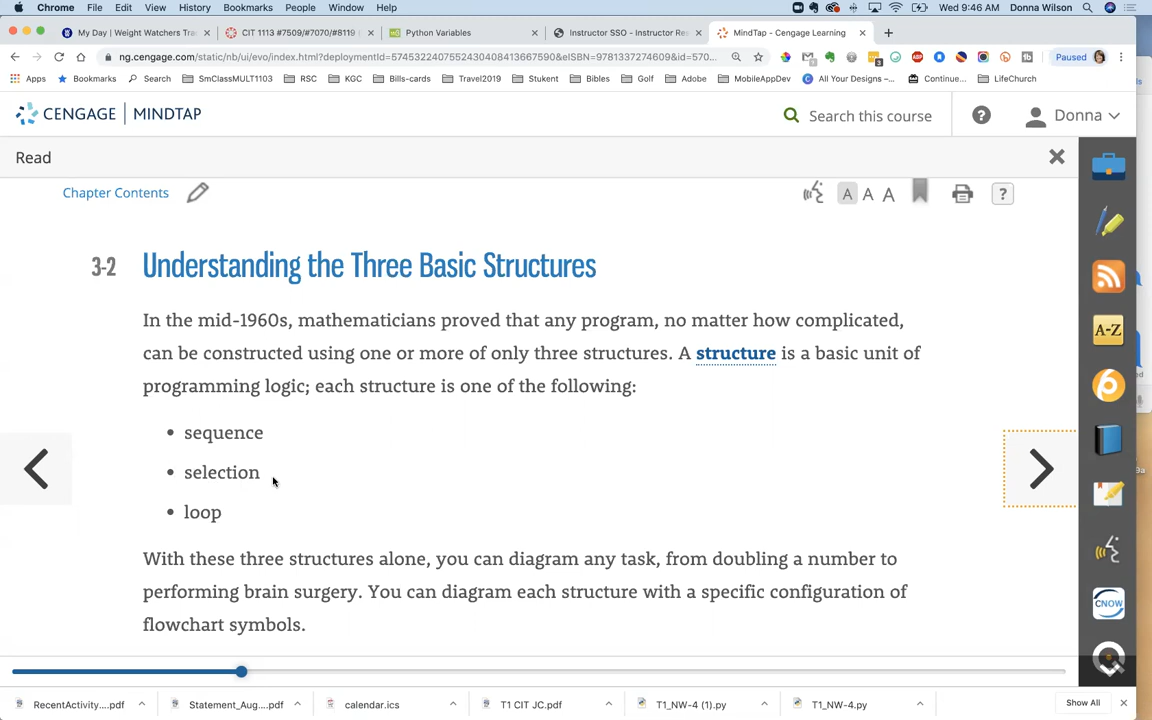 Chrome File Edit View History Bookmarks People Window Help Wed 9:46 AM Donna Wilson
My Day | Weight Watchers Tra CIT 1113 #7509/#7070/#8119 Python Variables Instructor SSO - Instructor Res MindTap - Cengage Learning
ng.cengage.com/static/nb/ui/evo/index.html?deploymentId=5745322407552430408413667590&eISBN=9781337274609&id=570... Paused
Apps Bookmarks Search SmClassMULT1103 RSC KGC Bills-cards Travel2019 Stukent Bibles Golf Adobe MobileAppDev All Your Designs –... Continue... LifeChurch
CENGAGE MINDTAP Search this course ? Donna
Read
Chapter Contents A A A ?
3-2 Understanding the Three Basic Structures
In the mid-1960s, mathematicians proved that any program, no matter how complicated,
can be constructed using one or more of only three structures. A structure is a basic unit of
programming logic; each structure is one of the following:
• sequence
• selection
• loop
With these three structures alone, you can diagram any task, from doubling a number to
performing brain surgery. You can diagram each structure with a specific configuration of
flowchart symbols.
A-Z
CNOW
RecentActivity....pdf Statement_Aug....pdf calendar.ics T1 CIT JC.pdf T1_NW-4 (1).py T1_NW-4.py Show All